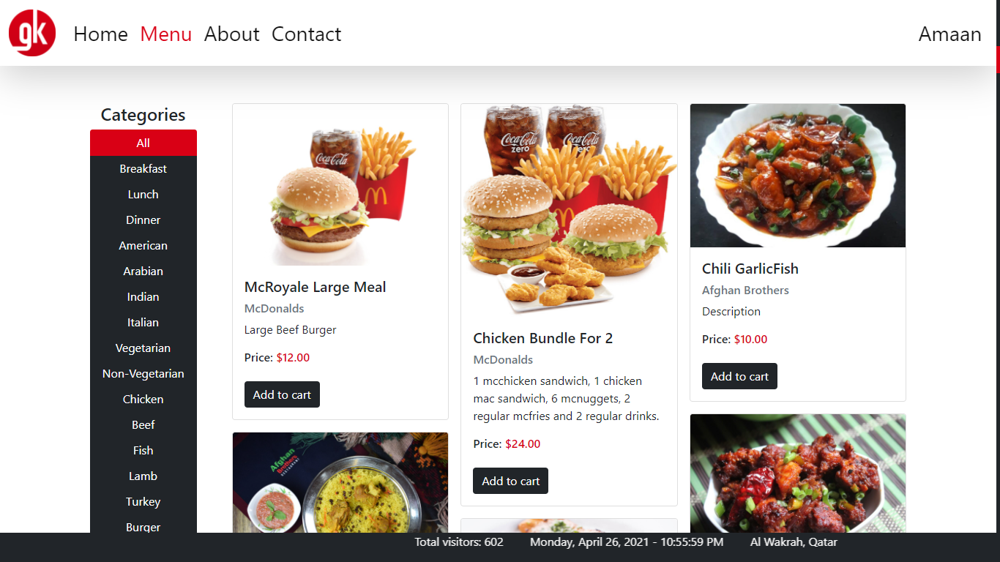 gk
Home Menu About Contact
Amaan
Categories
All
Breakfast
Lunch
Dinner
American
Arabian
Indian
Italian
Vegetarian
Non-Vegetarian
Chicken
Beef
Fish
Lamb
Turkey
Burger
Coca-Cola
McRoyale Large Meal
McDonalds
Large Beef Burger
Price: $12.00
Add to cart
Afghan
Brothers
RESTAURANT
Coca-Cola
zero
Coca-Cola
zero
Chicken Bundle For 2
McDonalds
1 mcchicken sandwich, 1 chicken
mac sandwich, 6 mcnuggets, 2
regular mcfries and 2 regular drinks.
Price: $24.00
Add to cart
Chili GarlicFish
Afghan Brothers
Description
Price: $10.00
Add to cart
Total visitors: 602
Monday, April 26, 2021 - 10:55:59 PM
Al Wakrah, Qatar